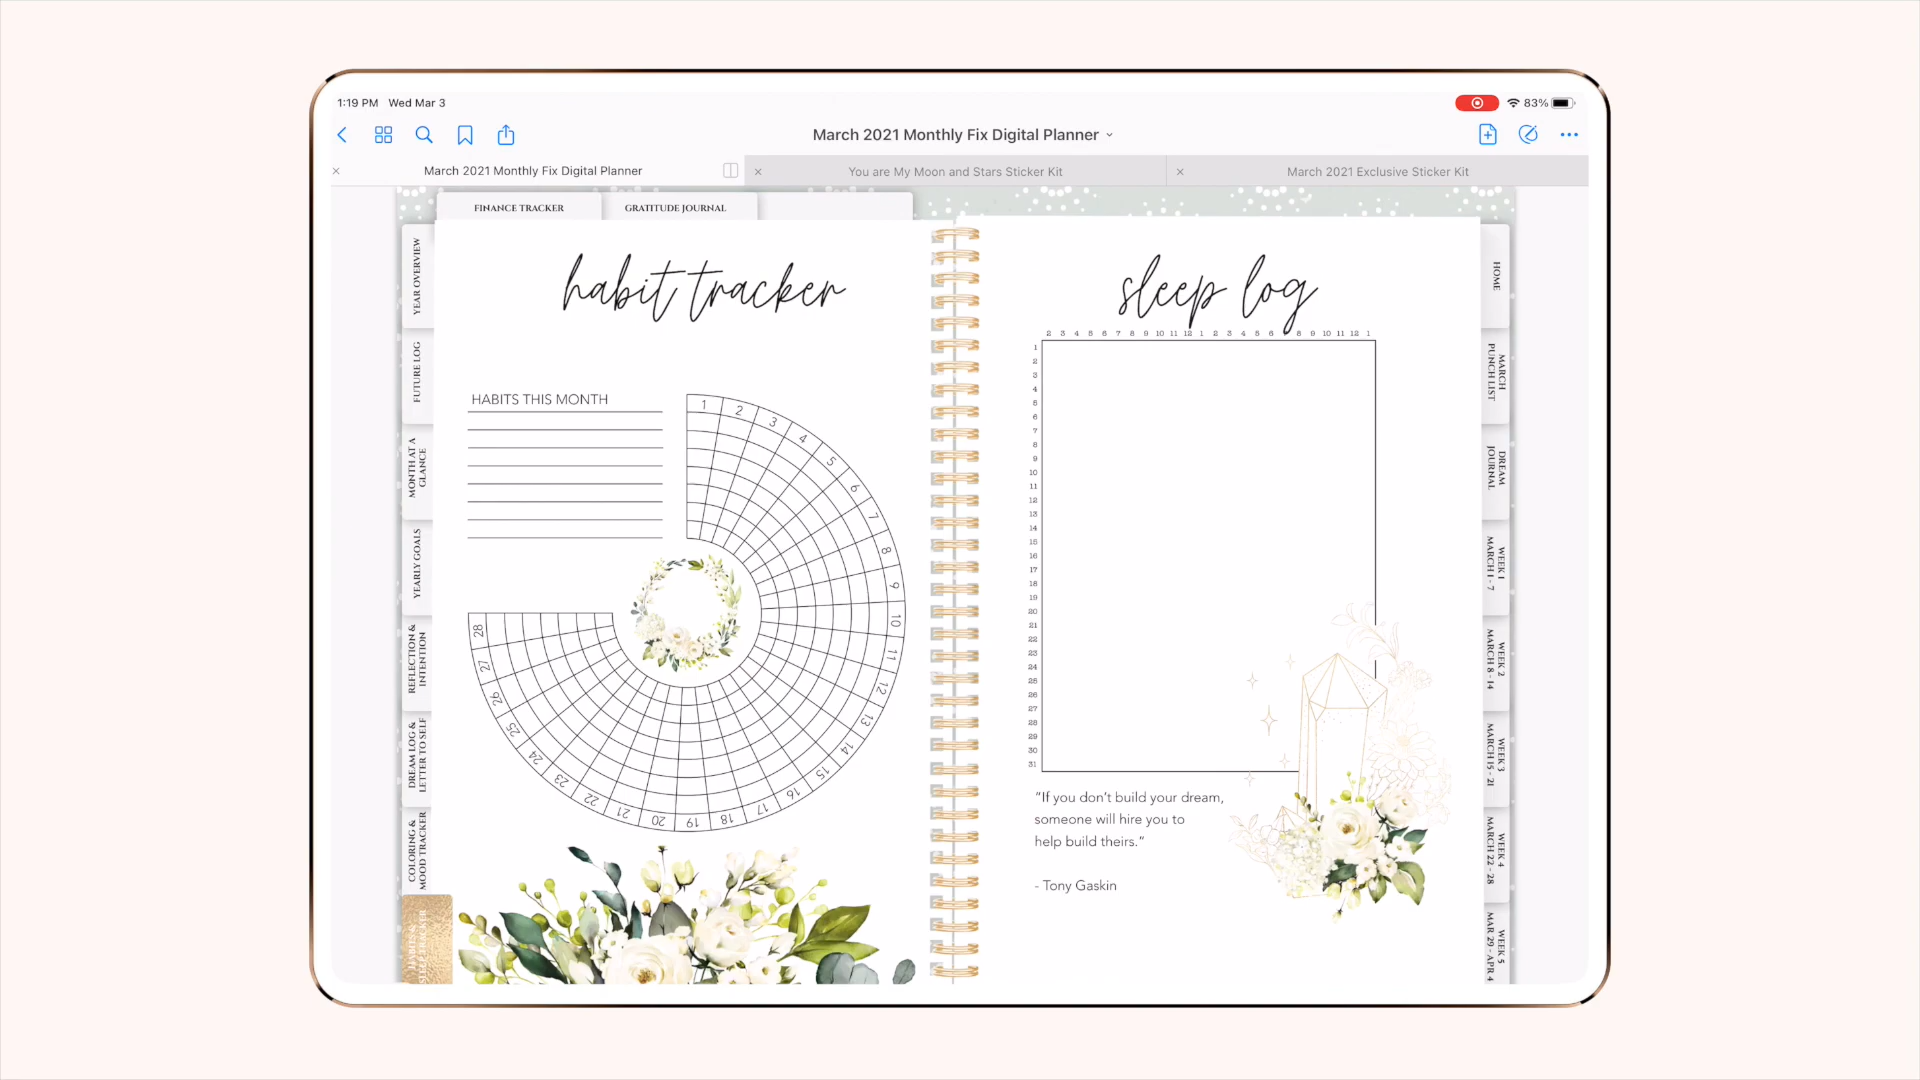 1:19 PM Wed Mar 3
83%
March 2021 Monthly Fix Digital Planner
March 2021 Monthly Fix Digital Planner
You are My Moon and Stars Sticker Kit
March 2021 Exclusive Sticker Kit
FINANCE TRACKER
GRATITUDE JOURNAL
YEAR OVERVIEW
FUTURE LOG
MONTH AT A
GLANCE
YEARLY GOALS
REFLECTION &
INTENTION
DREAM LOG &
LETTER TO SELF
COLORING &
MOOD TRACKER
HABITS &
SLEEP TRACKER
habit tracker
HABITS THIS MONTH
1
2
3
4
5
6
7
8
9
10
11
12
13
14
15
16
17
18
19
20
21
22
23
24
25
26
27
28
sleep log
2 3 4 5 6 7 8 9 10 11 12 1 2 3 4 5 6 7 8 9 10 11 12 1
1
2
3
4
5
6
7
8
9
10
11
12
13
14
15
16
17
18
19
20
21
22
23
24
25
26
27
28
29
30
31
"If you don't build your dream,
someone will hire you to
help build theirs."
- Tony Gaskin
HOME
MARCH
PUNCH LIST
DREAM
JOURNAL
WEEK 1
MARCH 1 - 7
WEEK 2
MARCH 8 - 14
WEEK 3
MARCH 15 - 21
WEEK 4
MARCH 22 - 28
WEEK 5
MAR 29 - APR 4